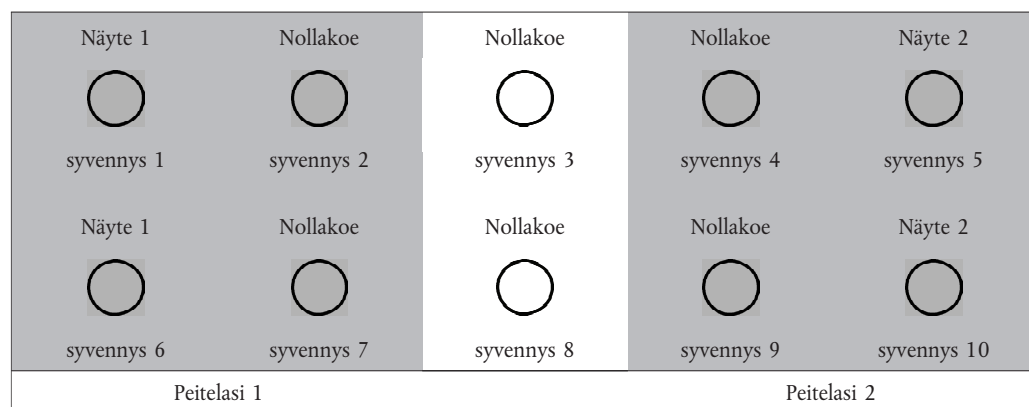 Näyte 1 Nollakoe Nollakoe Nollakoe Näyte 2
syvennys 1 syvennys 2 syvennys 3 syvennys 4 syvennys 5
Näyte 1 Nollakoe Nollakoe Nollakoe Näyte 2
syvennys 6 syvennys 7 syvennys 8 syvennys 9 syvennys 10
Peitelasi 1 Peitelasi 2